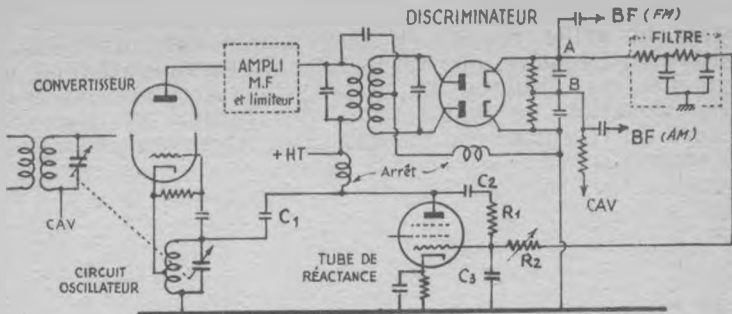 DISCRIMINATEUR
BF (FM)
FILTRE
A
CONVERTISSEUR
AMPLI
M.F
et limiteur
B
BF (AM)
+HT
Arrêt
C2
CAV
C1
R1
CAV
CIRCUIT
OSCILLATEUR
TUBE DE
RÉACTANCE
C3
R2